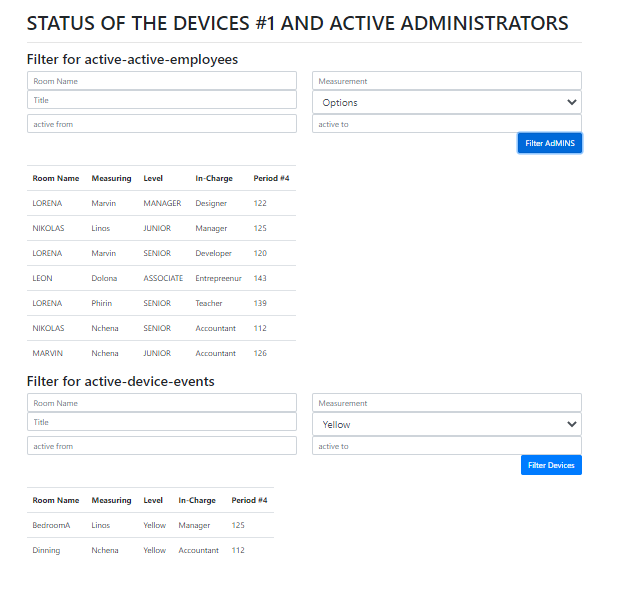 STATUS OF THE DEVICES #1 AND ACTIVE ADMINISTRATORS
Filter for active-active-employees
Room Name Measurement
Title Options
active from active to
Filter AdMINS
Room Name Measuring Level In-Charge Period #4
LORENA Marvin MANAGER Designer 122
NIKOLAS Linos JUNIOR Manager 125
LORENA Marvin SENIOR Developer 120
LEON Dolona ASSOCIATE Entrepreenur 143
LORENA Phirin SENIOR Teacher 139
NIKOLAS Nchena SENIOR Accountant 112
MARVIN Nchena JUNIOR Accountant 126
Filter for active-device-events
Room Name Measurement
Title Yellow
active from active to
Filter Devices
Room Name Measuring Level In-Charge Period #4
BedroomA Linos Yellow Manager 125
Dinning Nchena Yellow Accountant 112